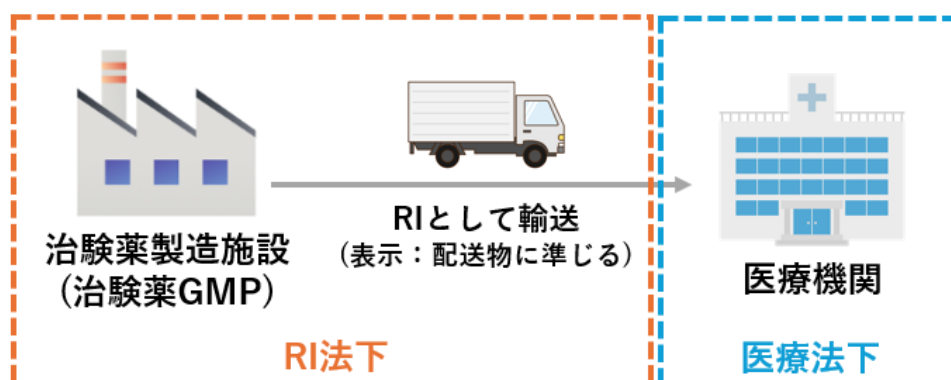 治験薬製造施設
（治験薬GMP）
RIとして輸送
（表示：配送物に準じる）
医療機関
RI法下
医療法下